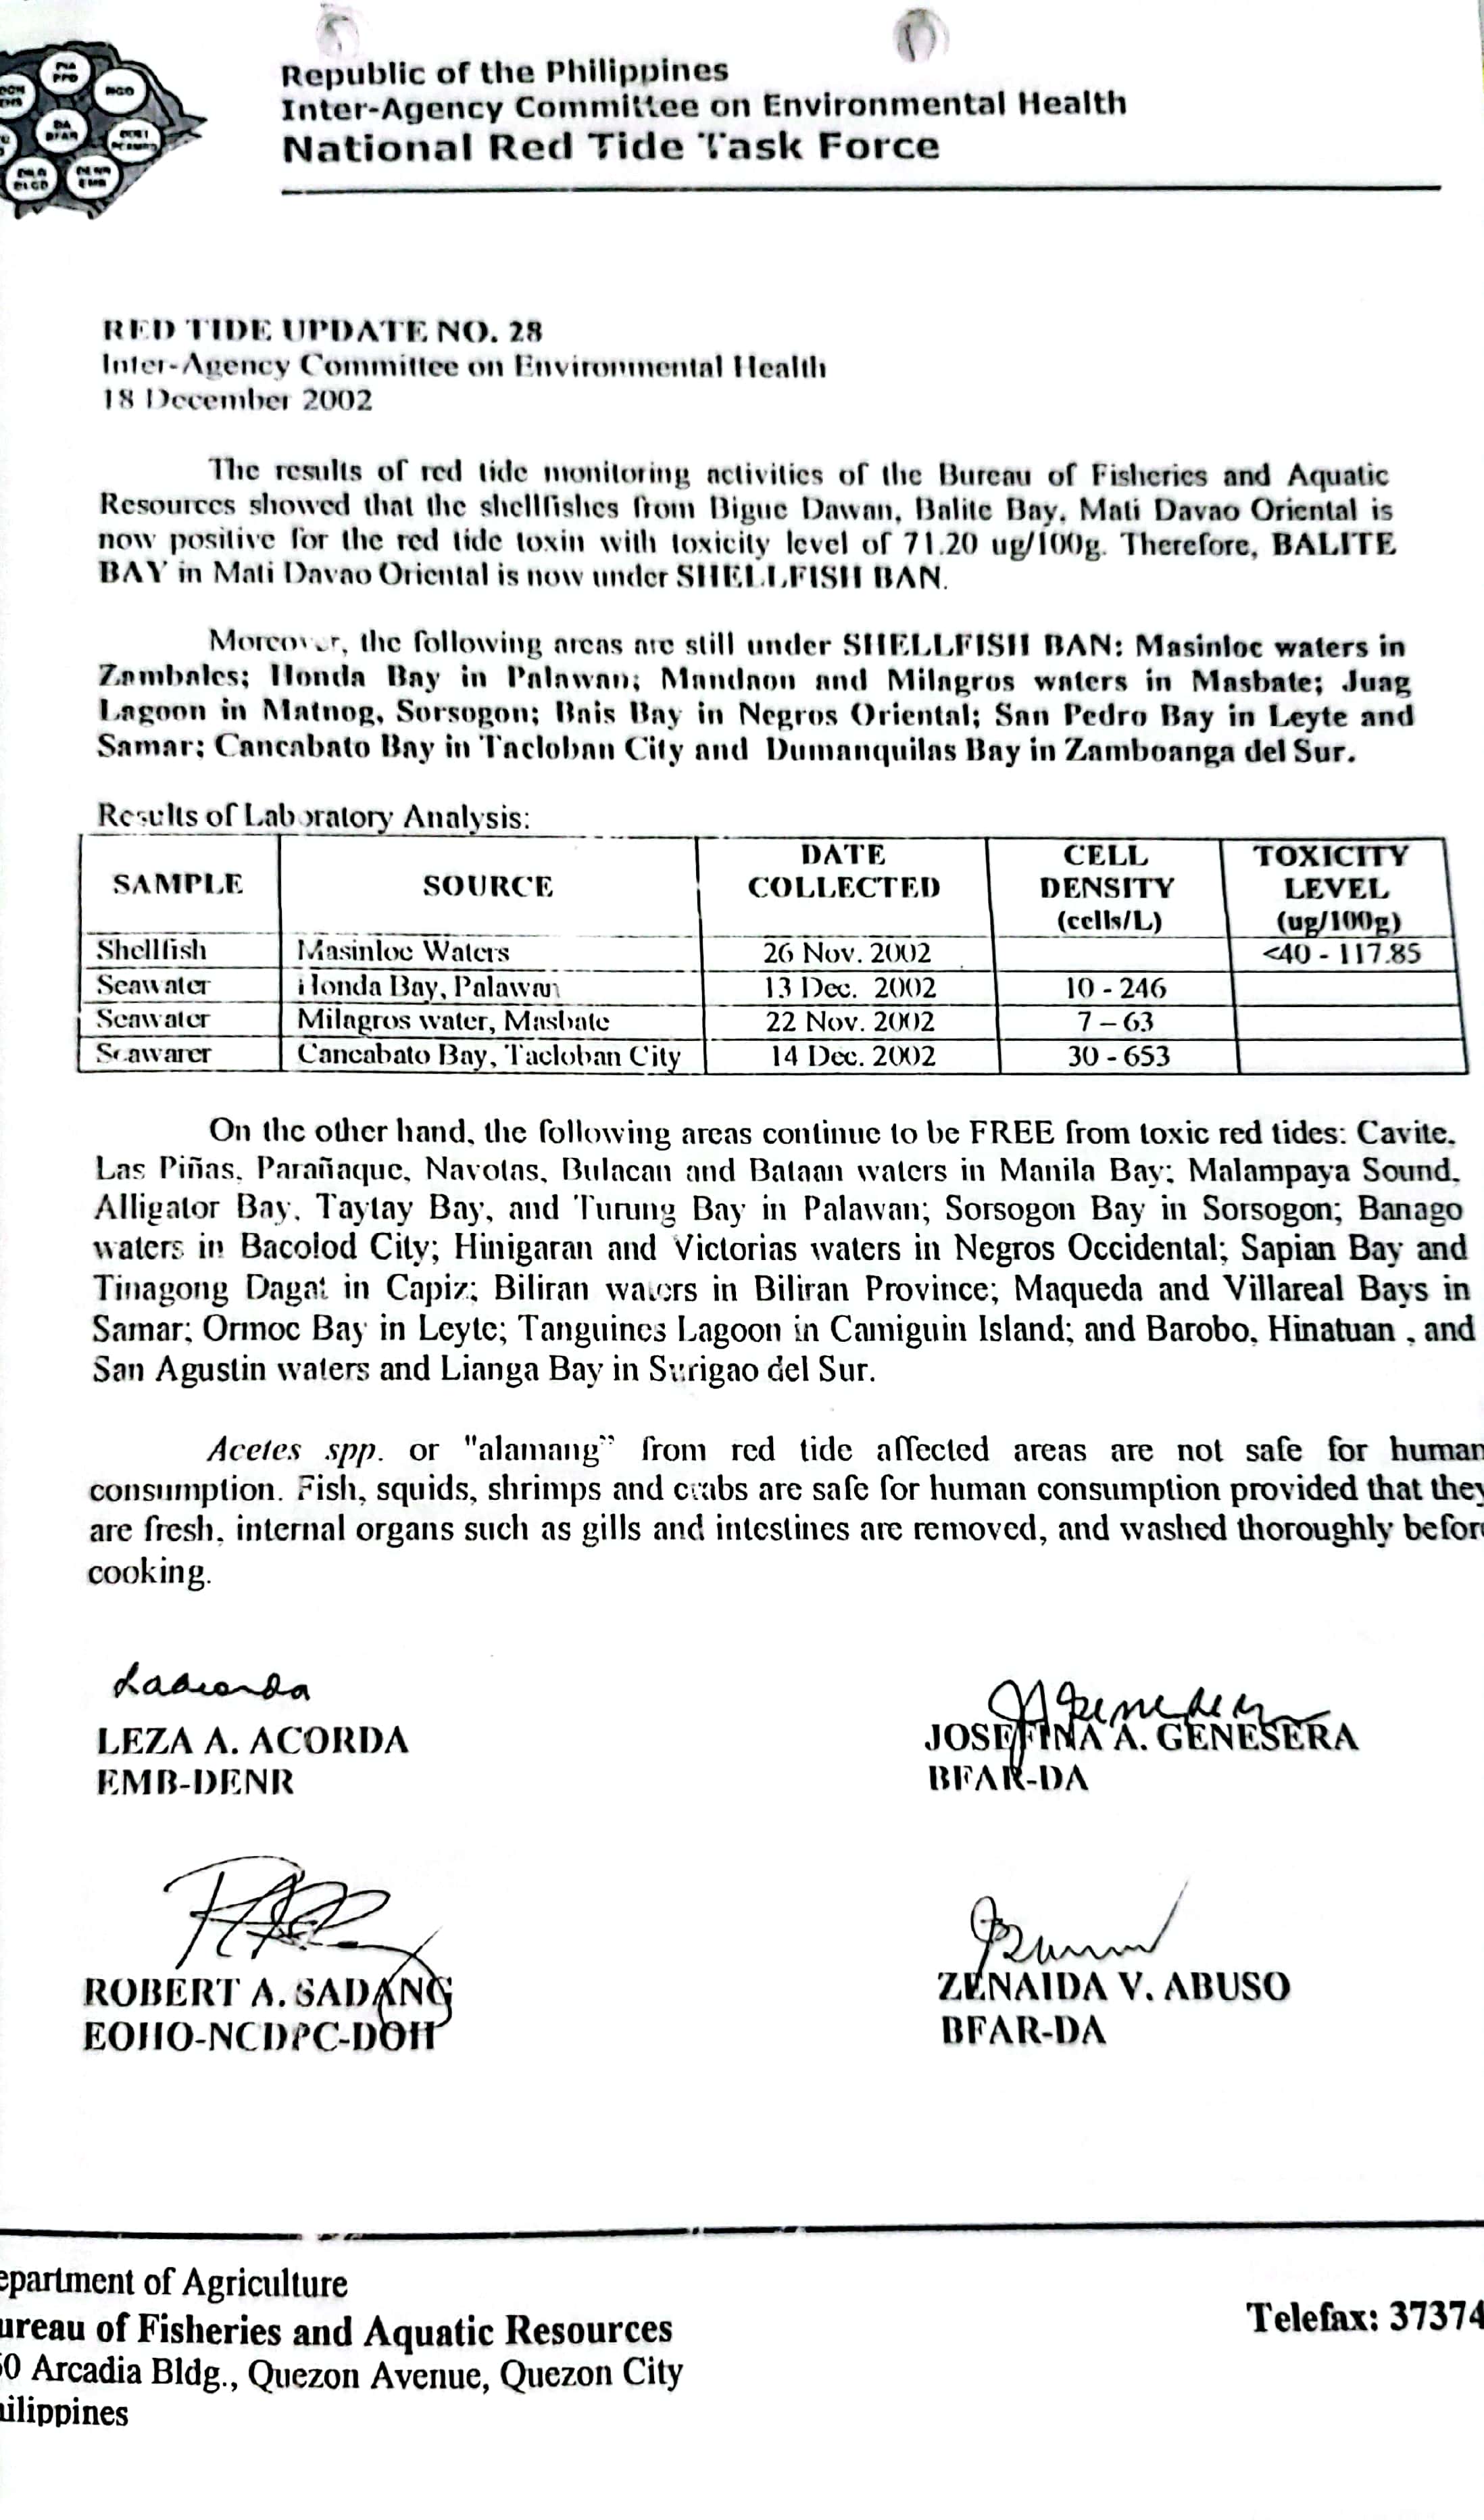 PIA
PPD
NGO
DA
BFAR
Republic of the Philippines
Inter-Agency Committee on Environmental Health
National Red Tide Task Force
RED TIDE UPDATE NO. 28
Inter-Agency Committee on Environmental Health
18 December 2002
The results of red tide monitoring activities of the Bureau of Fisheries and Aquatic
Resources showed that the shellfishes from Bigue Dawan, Balite Bay, Mati Davao Oriental is
now positive for the red tide toxin with toxicity level of 71.20 ug/100g. Therefore, BALITE
BAY in Mati Davao Oriental is now under SHELLFISH BAN.
Moreover, the following areas are still under SHELLFISH BAN: Masinloc waters in
Zambales; Honda Bay in Palawan; Mandaon and Milagros waters in Masbate; Juag
Lagoon in Matnog, Sorsogon; Bais Bay in Negros Oriental; San Pedro Bay in Leyte and
Samar; Cancabato Bay in Tacloban City and Dumanquilas Bay in Zamboanga del Sur.
Results of Laboratory Analysis:
SAMPLE SOURCE DATE COLLECTED CELL DENSITY (cells/L) TOXICITY LEVEL (ug/100g)
Shellfish Masinloc Waters 26 Nov. 2002 <40 - 117.85
Seawater Honda Bay, Palawan 13 Dec. 2002 10 - 246
Seawater Milagros water, Masbate 22 Nov. 2002 7 – 63
Seawarer Cancabato Bay, Tacloban City 14 Dec. 2002 30 - 653
On the other hand, the following areas continue to be FREE from toxic red tides: Cavite,
Las Piñas, Parañaque, Navotas, Bulacan and Bataan waters in Manila Bay; Malampaya Sound,
Alligator Bay, Taytay Bay, and Turung Bay in Palawan; Sorsogon Bay in Sorsogon; Banago
waters in Bacolod City; Hinigaran and Victorias waters in Negros Occidental; Sapian Bay and
Tinagong Dagat in Capiz; Biliran waters in Biliran Province; Maqueda and Villareal Bays in
Samar; Ormoc Bay in Leyte; Tanguines Lagoon in Camiguin Island; and Barobo, Hinatuan , and
San Agustin waters and Lianga Bay in Surigao del Sur.
Acetes spp. or "alamang" from red tide affected areas are not safe for human
consumption. Fish, squids, shrimps and crabs are safe for human consumption provided that they
are fresh, internal organs such as gills and intestines are removed, and washed thoroughly befor
cooking.
LEZA A. ACORDA
EMB-DENR
JOSEFINA A. GENESERA
BFAR-DA
ROBERT A. SADANG
EOHO-NCDPC-DOH
ZENAIDA V. ABUSO
BFAR-DA
epartment of Agriculture
ureau of Fisheries and Aquatic Resources
0 Arcadia Bldg., Quezon Avenue, Quezon City
ilippines
Telefax: 37374